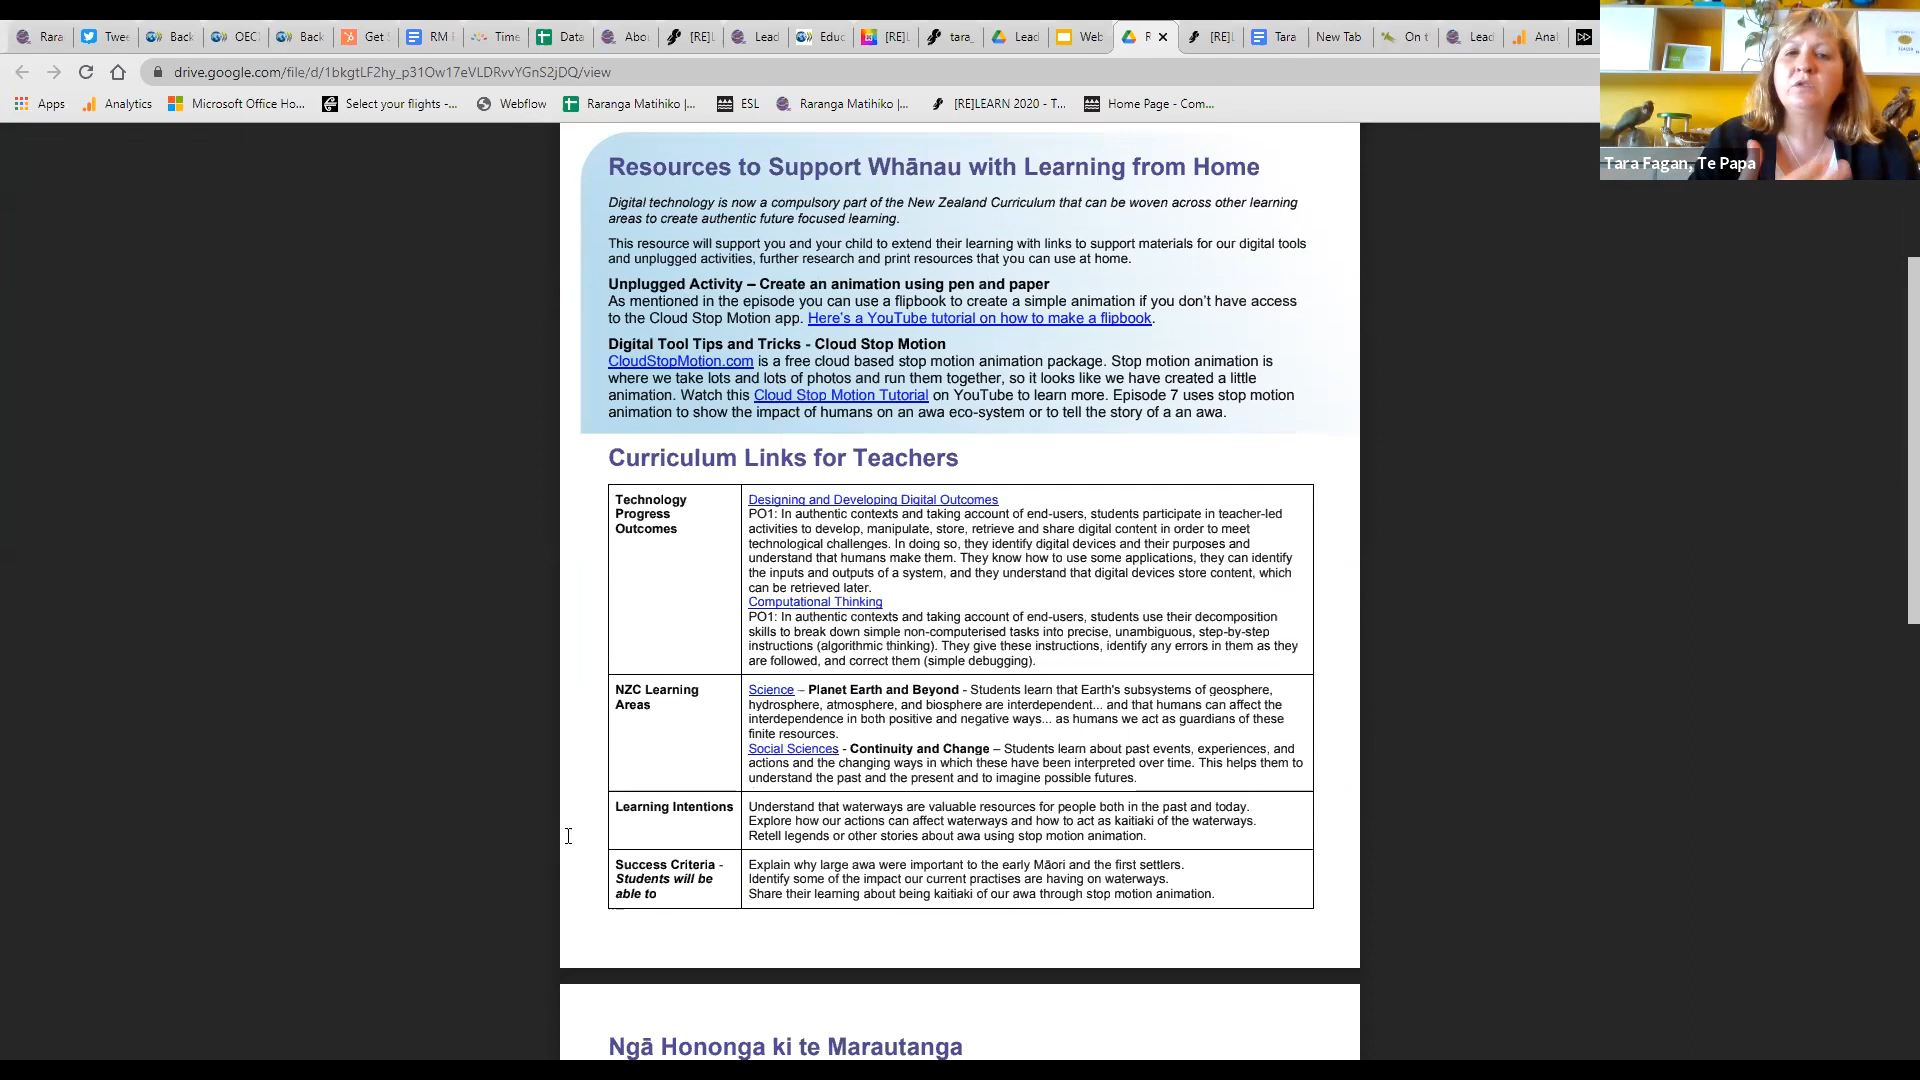 Rara
Twee
Back
OEC
Back
Get
RM
Time
Data
Abo
[RE]L
Lead
Educ
[RE]L
tara_
Lead
Web
R
[RE]L
Tara
New Tab
On t
Lead
Anal
drive.google.com/file/d/1bkgtLF2hy_p31Ow17eVLDRvvYGnS2jDQ/view
Apps
Analytics
Microsoft Office Ho...
Select your flights -...
Webflow
Raranga Matihiko |...
ESL
Raranga Matihiko |...
[RE]LEARN 2020 - T...
Home Page - Com...
Tara Fagan, Te Papa
Resources to Support Whānau with Learning from Home
Digital technology is now a compulsory part of the New Zealand Curriculum that can be woven across other learning
areas to create authentic future focused learning.
This resource will support you and your child to extend their learning with links to support materials for our digital tools
and unplugged activities, further research and print resources that you can use at home.
Unplugged Activity – Create an animation using pen and paper
As mentioned in the episode you can use a flipbook to create a simple animation if you don't have access
to the Cloud Stop Motion app. Here's a YouTube tutorial on how to make a flipbook.
Digital Tool Tips and Tricks - Cloud Stop Motion
CloudStopMotion.com is a free cloud based stop motion animation package. Stop motion animation is
where we take lots and lots of photos and run them together, so it looks like we have created a little
animation. Watch this Cloud Stop Motion Tutorial on YouTube to learn more. Episode 7 uses stop motion
animation to show the impact of humans on an awa eco-system or to tell the story of a an awa.
Curriculum Links for Teachers
Technology
Progress
Outcomes
Designing and Developing Digital Outcomes
PO1: In authentic contexts and taking account of end-users, students participate in teacher-led
activities to develop, manipulate, store, retrieve and share digital content in order to meet
technological challenges. In doing so, they identify digital devices and their purposes and
understand that humans make them. They know how to use some applications, they can identify
the inputs and outputs of a system, and they understand that digital devices store content, which
can be retrieved later.
Computational Thinking
PO1: In authentic contexts and taking account of end-users, students use their decomposition
skills to break down simple non-computerised tasks into precise, unambiguous, step-by-step
instructions (algorithmic thinking). They give these instructions, identify any errors in them as they
are followed, and correct them (simple debugging).
NZC Learning
Areas
Science – Planet Earth and Beyond - Students learn that Earth's subsystems of geosphere,
hydrosphere, atmosphere, and biosphere are interdependent... and that humans can affect the
interdependence in both positive and negative ways... as humans we act as guardians of these
finite resources.
Social Sciences - Continuity and Change – Students learn about past events, experiences, and
actions and the changing ways in which these have been interpreted over time. This helps them to
understand the past and the present and to imagine possible futures.
Learning Intentions
Understand that waterways are valuable resources for people both in the past and today.
Explore how our actions can affect waterways and how to act as kaitiaki of the waterways.
Retell legends or other stories about awa using stop motion animation.
Success Criteria -
Students will be
able to
Explain why large awa were important to the early Māori and the first settlers.
Identify some of the impact our current practises are having on waterways.
Share their learning about being kaitiaki of our awa through stop motion animation.
Ngā Hononga ki te Marautanga